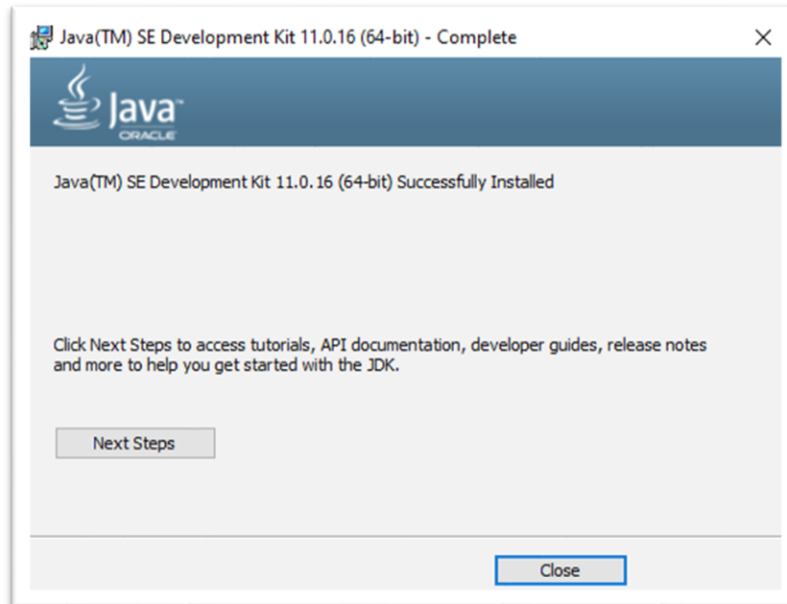 Java(TM) SE Development Kit 11.0.16 (64-bit) - Complete
Java™
ORACLE
Java(TM) SE Development Kit 11.0.16 (64-bit) Successfully Installed
Click Next Steps to access tutorials, API documentation, developer guides, release notes
and more to help you get started with the JDK.
Next Steps
Close